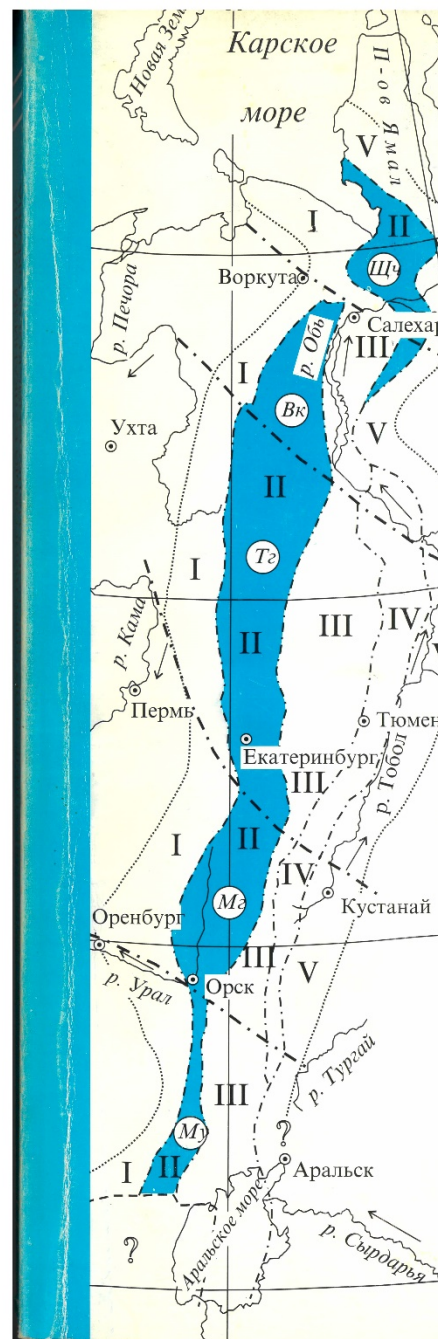 Новая Зем
Карское
море
П-ов Ямал
V
I
II
Щч
Воркута
р. Печора
Салехар
р. Обь
III
I
Вк
V
Ухта
II
Тг
I
III
IV
II
р. Кама
V
Пермь
Тюмен
Екатеринбург
р. Тобол
III
II
I
IV
Мг
Кустанай
Оренбург
III
V
р. Урал
Орск
р. Тургай
III
Му
?
I
II
Аральск
Аральское море
?
р. Сырдарья